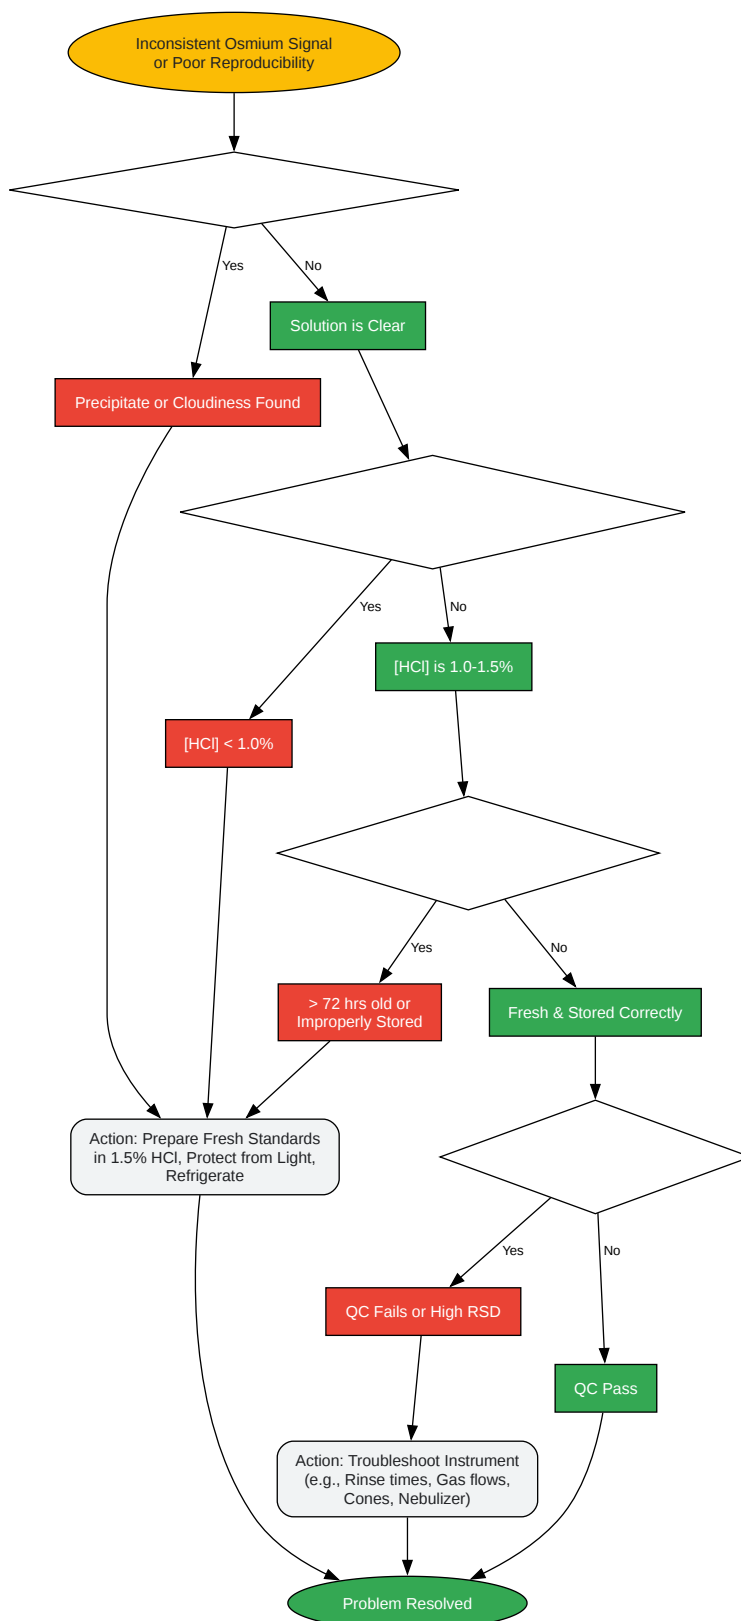 Inconsistent Osmium Signal
or Poor Reproducibility
Yes
No
Solution is Clear
Precipitate or Cloudiness Found
Yes
No
[HCl] is 1.0-1.5%
[HCl] < 1.0%
Yes
No
> 72 hrs old or
Improperly Stored
Fresh & Stored Correctly
Action: Prepare Fresh Standards
in 1.5% HCl, Protect from Light,
Refrigerate
Yes
No
QC Fails or High RSD
QC Pass
Action: Troubleshoot Instrument
(e.g., Rinse times, Gas flows,
Cones, Nebulizer)
Problem Resolved